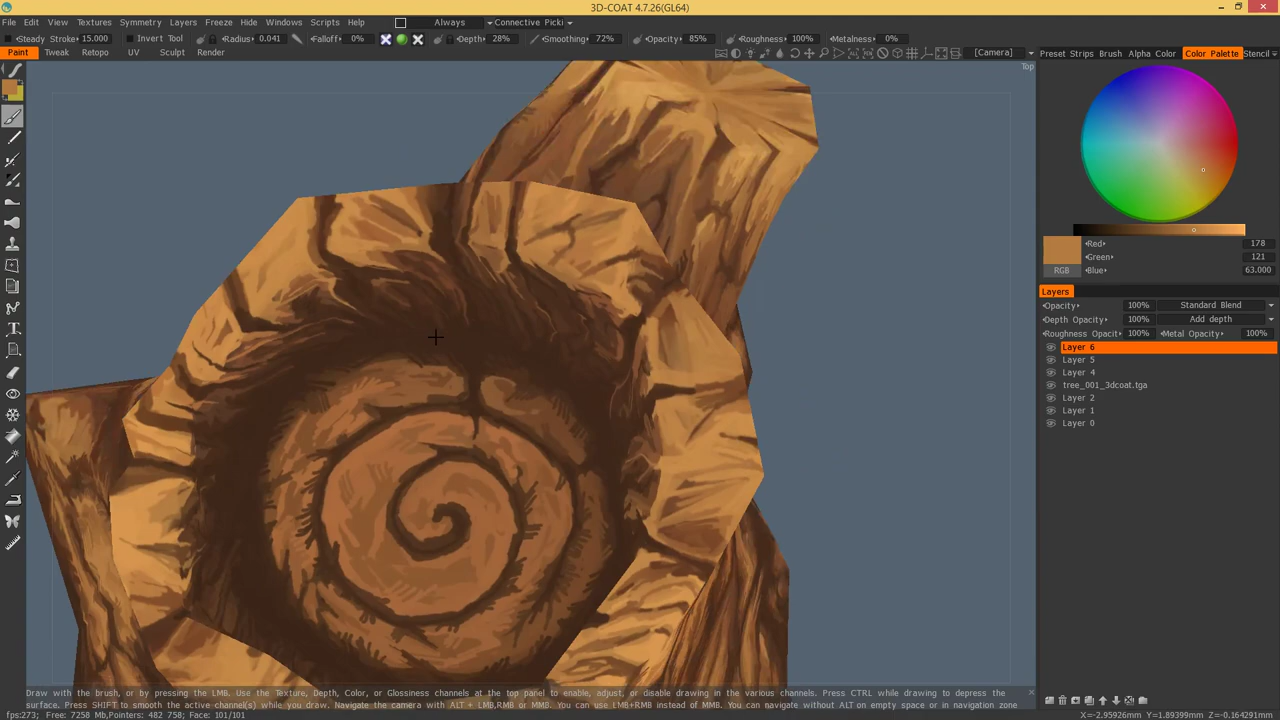 3D-COAT 4.7.26(GL64)
File Edit View Textures Symmetry Layers Freeze Hide Windows Scripts Help Always Connective Picki
Steady Stroke 15.000 Invert Tool Radius 0.041 Falloff 0% Depth 28% Smoothing 72% Opacity 85% Roughness 100% Metalness 0%
Paint Tweak Retopo UV Sculpt Render [Camera] Preset Strips Brush Alpha Color Color Palette Stencil
Top
Red 178
Green 121
RGB Blue 63.000
Layers
Opacity 100% Standard Blend
Depth Opacity 100% Add depth
Roughness Opacit 100% Metal Opacity 100%
Layer 6
Layer 5
Layer 4
tree_001_3dcoat.tga
Layer 2
Layer 1
Layer 0
Draw with the brush, or by pressing the LMB. Use the Texture, Depth, Color, or Glossiness channels at the top panel to enable, adjust, or disable drawing in the various channels. Press CTRL while drawing to depress the
surface. Press SHIFT to smooth the active channel(s) while you draw. Navigate the camera with ALT + LMB,RMB or MMB. You can use LMB+RMB instead of MMB. You can navigate without ALT on empty space or in navigation zone
fps:273; Free: 7258 Mb,Pointers: 482 758; Face: 101/101 X=-2.95926mm Y=1.89399mm Z=-0.164291mm